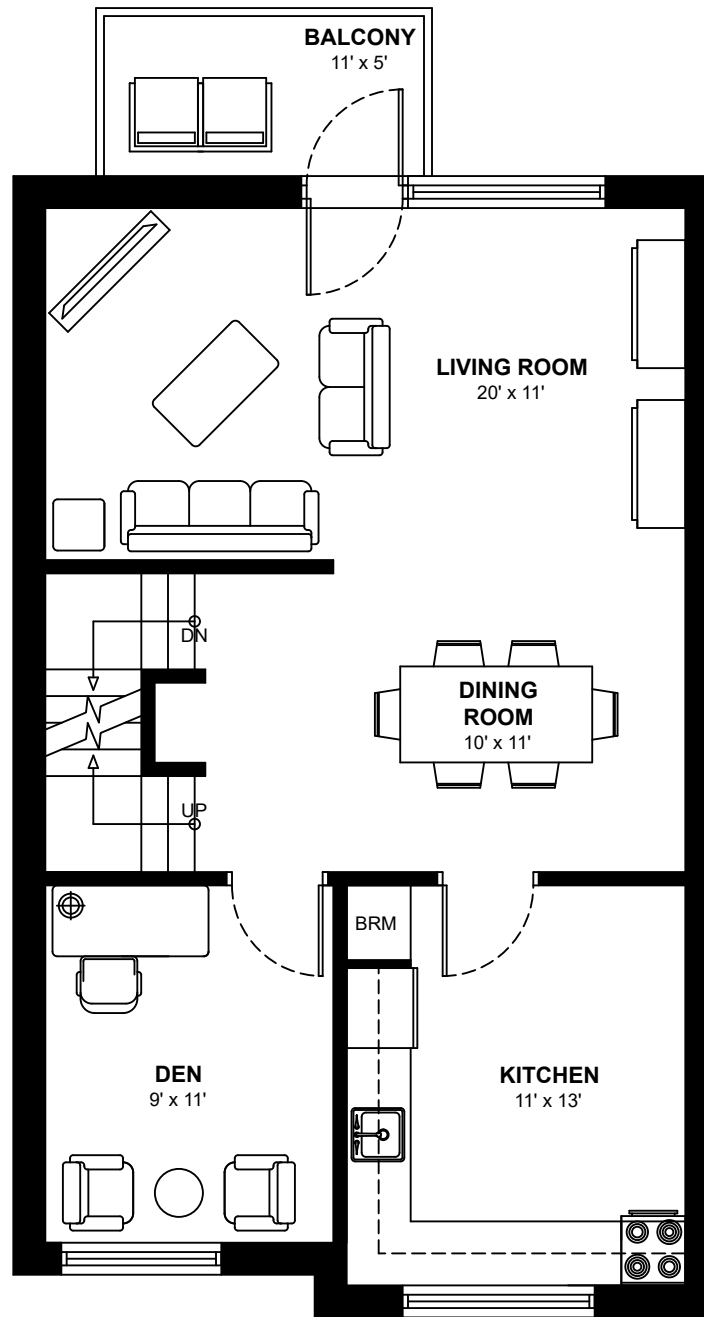 BALCONY
11' x 5'
LIVING ROOM
20' x 11'
DN
DINING
ROOM
10' x 11'
UP
BRM
DEN
9' x 11'
KITCHEN
11' x 13'